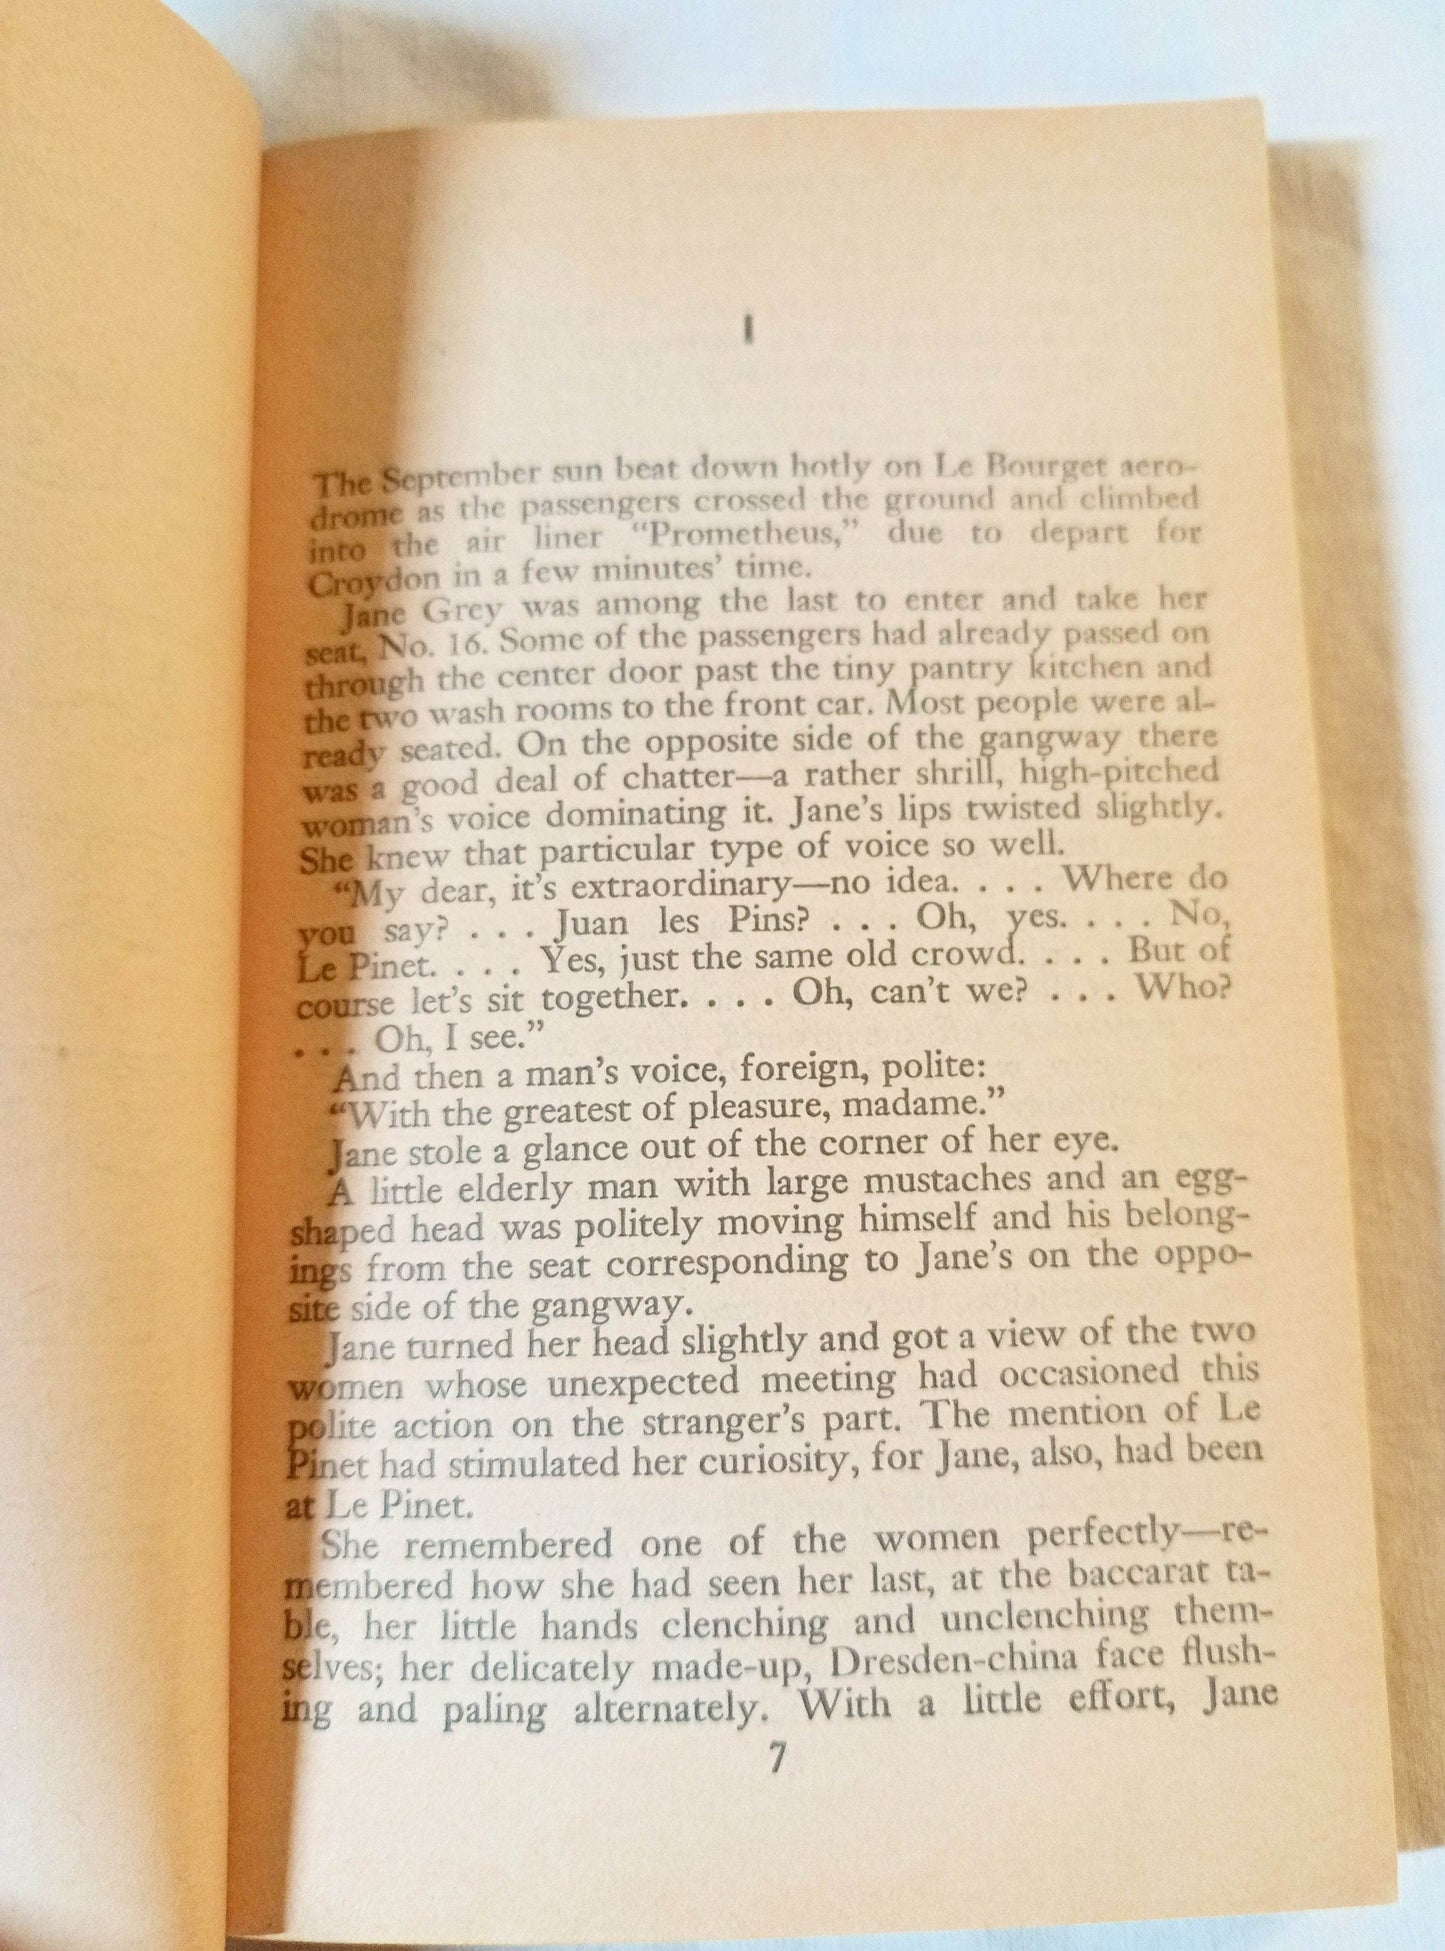 I
The September sun beat down hotly on Le Bourget aero-
drome as the passengers crossed the ground and climbed
into the air liner “Prometheus,” due to depart for
Croydon in a few minutes’ time.
Jane Grey was among the last to enter and take her
seat, No. 16. Some of the passengers had already passed on
through the center door past the tiny pantry kitchen and
the two wash rooms to the front car. Most people were al-
ready seated. On the opposite side of the gangway there
was a good deal of chatter—a rather shrill, high-pitched
woman’s voice dominating it. Jane’s lips twisted slightly.
She knew that particular type of voice so well.
“My dear, it’s extraordinary—no idea. . . . Where do
you say? . . . Juan les Pins? . . . Oh, yes. . . . No,
Le Pinet. . . . Yes, just the same old crowd. . . . But of
course let’s sit together. . . . Oh, can’t we? . . . Who?
. . . Oh, I see.”
And then a man’s voice, foreign, polite:
“With the greatest of pleasure, madame.”
Jane stole a glance out of the corner of her eye.
A little elderly man with large mustaches and an egg-
shaped head was politely moving himself and his belong-
ings from the seat corresponding to Jane’s on the oppo-
site side of the gangway.
Jane turned her head slightly and got a view of the two
women whose unexpected meeting had occasioned this
polite action on the stranger’s part. The mention of Le
Pinet had stimulated her curiosity, for Jane, also, had been
at Le Pinet.
She remembered one of the women perfectly—re-
membered how she had seen her last, at the baccarat ta-
ble, her little hands clenching and unclenching them-
selves; her delicately made-up, Dresden-china face flush-
ing and paling alternately. With a little effort, Jane
7